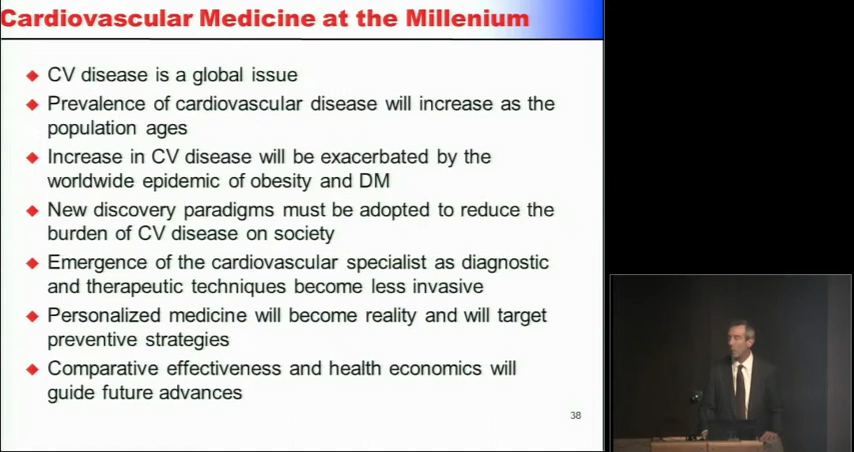 Cardiovascular Medicine at the Millenium
CV disease is a global issue
Prevalence of cardiovascular disease will increase as the
population ages
Increase in CV disease will be exacerbated by the
worldwide epidemic of obesity and DM
New discovery paradigms must be adopted to reduce the
burden of CV disease on society
Emergence of the cardiovascular specialist as diagnostic
and therapeutic techniques become less invasive
Personalized medicine will become reality and will target
preventive strategies
Comparative effectiveness and health economics will
guide future advances
38